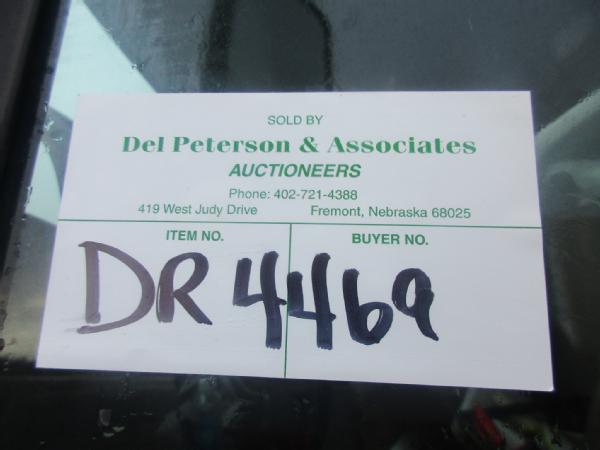 SOLD BY
Del Peterson & Associates
AUCTIONEERS
Phone: 402-721-4388
419 West Judy Drive Fremont, Nebraska 68025
ITEM NO. BUYER NO.
DR 4469